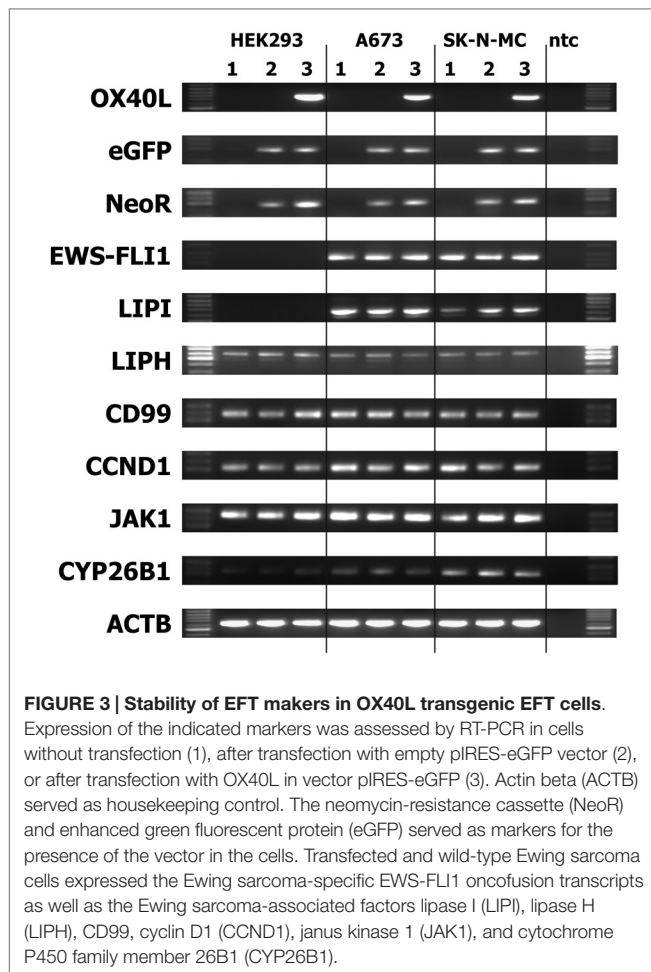 HEK293 A673 SK-N-MC ntc
1 2 3 1 2 3 1 2 3
OX40L
eGFP
NeoR
EWS-FLI1
LIPI
LIPH
CD99
CCND1
JAK1
CYP26B1
ACTB
FIGURE 3 | Stability of EFT makers in OX40L transgenic EFT cells.
Expression of the indicated markers was assessed by RT-PCR in cells
without transfection (1), after transfection with empty pIRES-eGFP vector (2),
or after transfection with OX40L in vector pIRES-eGFP (3). Actin beta (ACTB)
served as housekeeping control. The neomycin-resistance cassette (NeoR)
and enhanced green fluorescent protein (eGFP) served as markers for the
presence of the vector in the cells. Transfected and wild-type Ewing sarcoma
cells expressed the Ewing sarcoma-specific EWS-FLI1 oncofusion transcripts
as well as the Ewing sarcoma-associated factors lipase I (LIPI), lipase H
(LIPH), CD99, cyclin D1 (CCND1), janus kinase 1 (JAK1), and cytochrome
P450 family member 26B1 (CYP26B1).